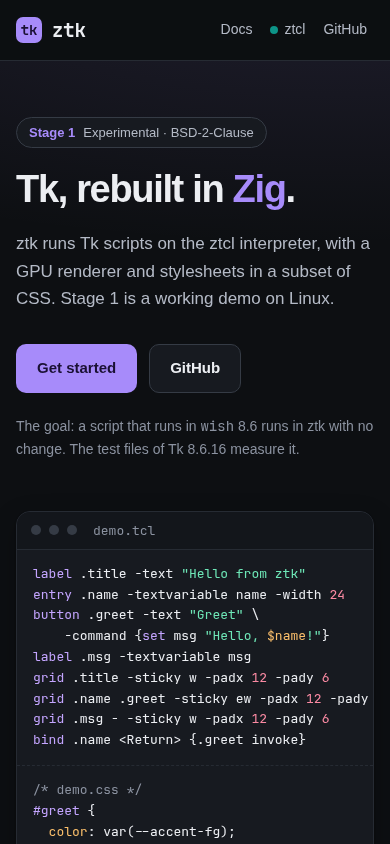 tk ztk Docs ztcl GitHub
Stage 1 Experimental · BSD-2-Clause
Tk, rebuilt in Zig.
ztk runs Tk scripts on the ztcl interpreter, with a
GPU renderer and stylesheets in a subset of
CSS. Stage 1 is a working demo on Linux.
Get started GitHub
The goal: a script that runs in wish 8.6 runs in ztk with no
change. The test files of Tk 8.6.16 measure it.
demo.tcl
label .title -text "Hello from ztk"
entry .name -textvariable name -width 24
button .greet -text "Greet" \
    -command {set msg "Hello, $name!"}
label .msg -textvariable msg
grid .title -sticky w -padx 12 -pady 6
grid .name .greet -sticky ew -padx 12 -pady
grid .msg - -sticky w -padx 12 -pady 6
bind .name <Return> {.greet invoke}
/* demo.css */
#greet {
  color: var(--accent-fg);